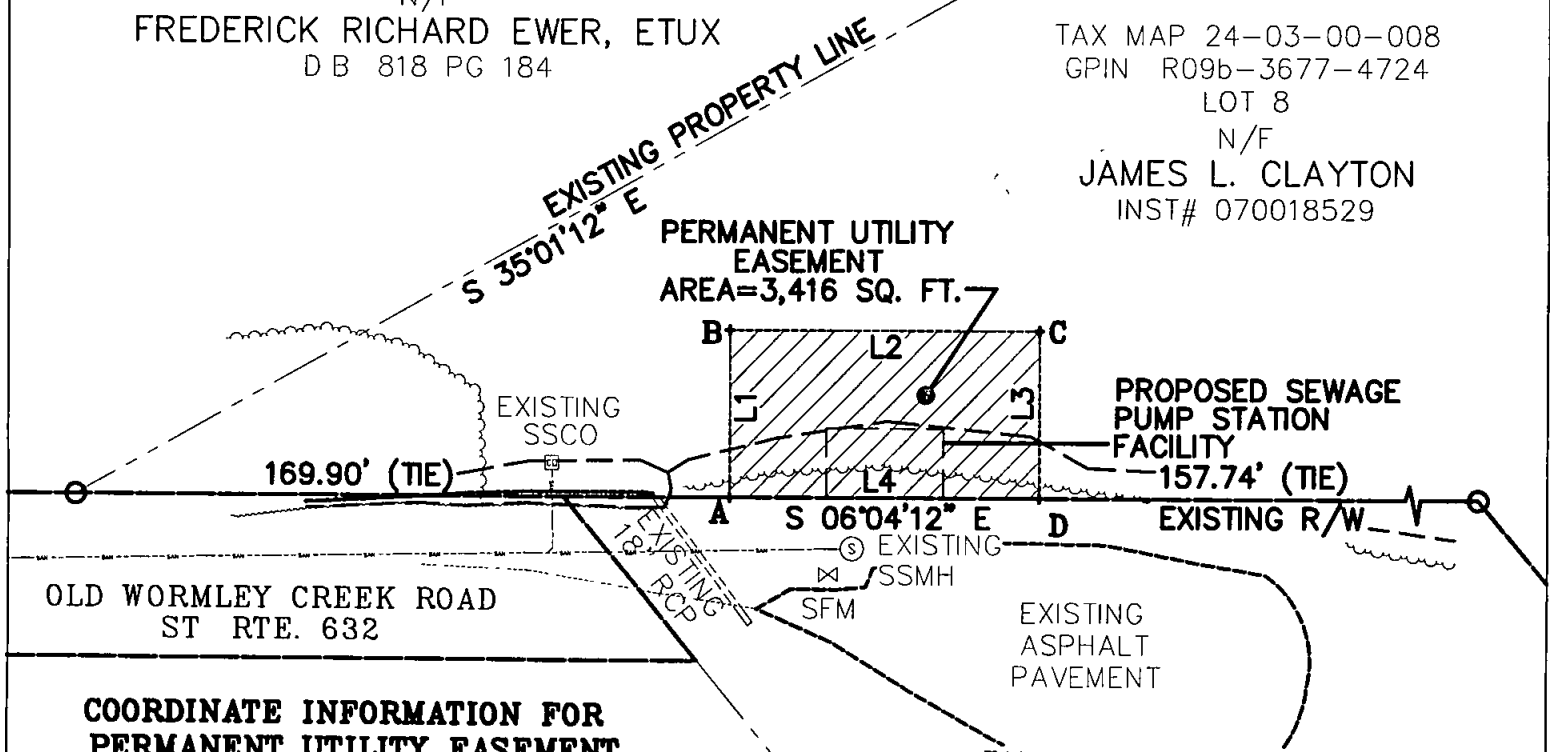 FREDERICK RICHARD EWER, ETUX
D B 818 PG 184
TAX MAP 24-03-00-008
GPIN R09b-3677-4724
LOT 8
N/F
JAMES L. CLAYTON
INST# 070018529
EXISTING PROPERTY LINE
S 35°01'12" E
PERMANENT UTILITY
EASEMENT
AREA=3,416 SQ. FT.
B
L2
C
L1
L3
EXISTING
SSCO
CO
PROPOSED SEWAGE
PUMP STATION
FACILITY
169.90' (TIE)
L4
157.74' (TIE)
A
S 06°04'12" E
D
EXISTING R/W
EXISTING
18"
RCP
S
EXISTING
SSMH
SFM
OLD WORMLEY CREEK ROAD
ST RTE. 632
EXISTING
ASPHALT
PAVEMENT
COORDINATE INFORMATION FOR
PERMANENT UTILITY EASEMENT